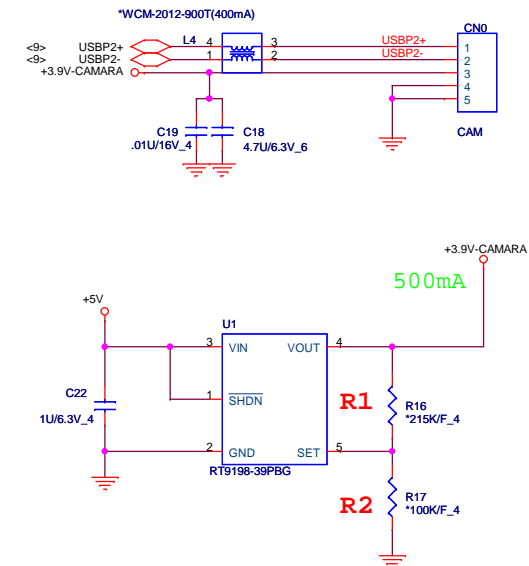 *WCM-2012-900T(400mA)
CN0
<9> USBP2+ L4 4 3 USBP2+ 1
<9> USBP2- 1 2 USBP2- 2
+3.9V-CAMARA 3
4
5
C19 C18 CAM
.01U/16V_4 4.7U/6.3V_6
+3.9V-CAMARA
500mA
+5V
U1
3 VIN VOUT 4
C22 1 SHDN R1 R16
1U/6.3V_4 *215K/F_4
2 GND SET 5
RT9198-39PBG
R2 R17
*100K/F_4